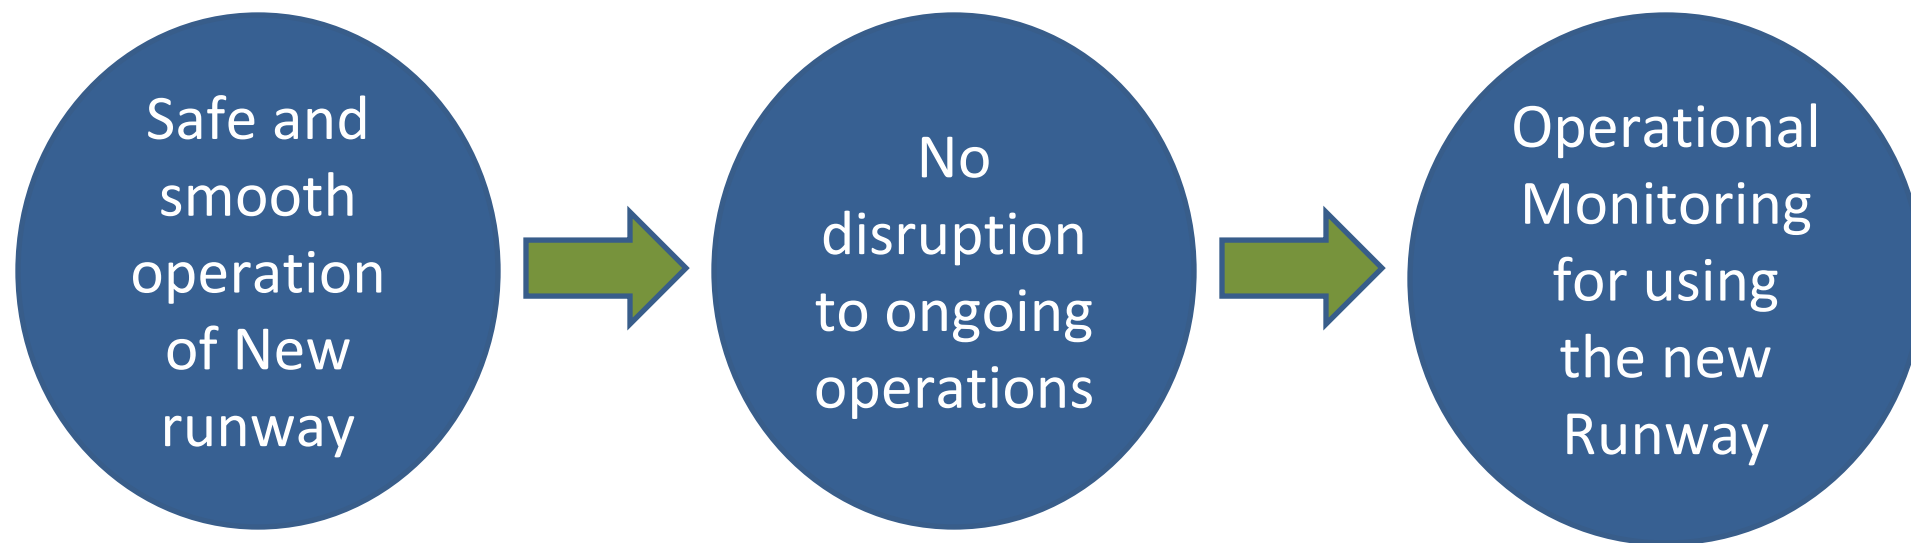 Safe and
smooth
operation
of New
runway
No
disruption
to ongoing
operations
Operational
Monitoring
for using
the new
Runway